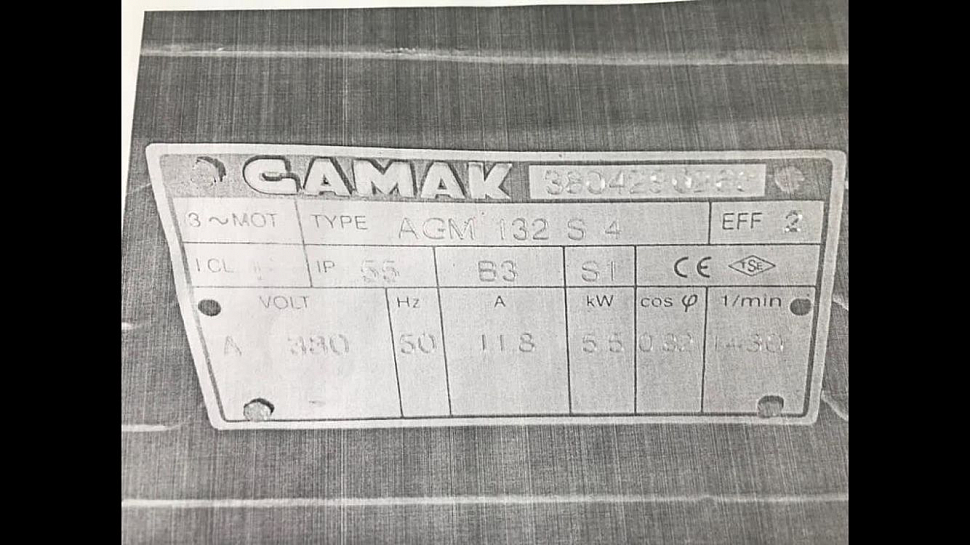 GAMAK
3~MOT TYPE AGM 132 S 4 EFF 2
I.CL IP 55 B3 S1 CE TSE
VOLT Hz A kW cos φ 1/min
380 50 11.8 5.5 1430